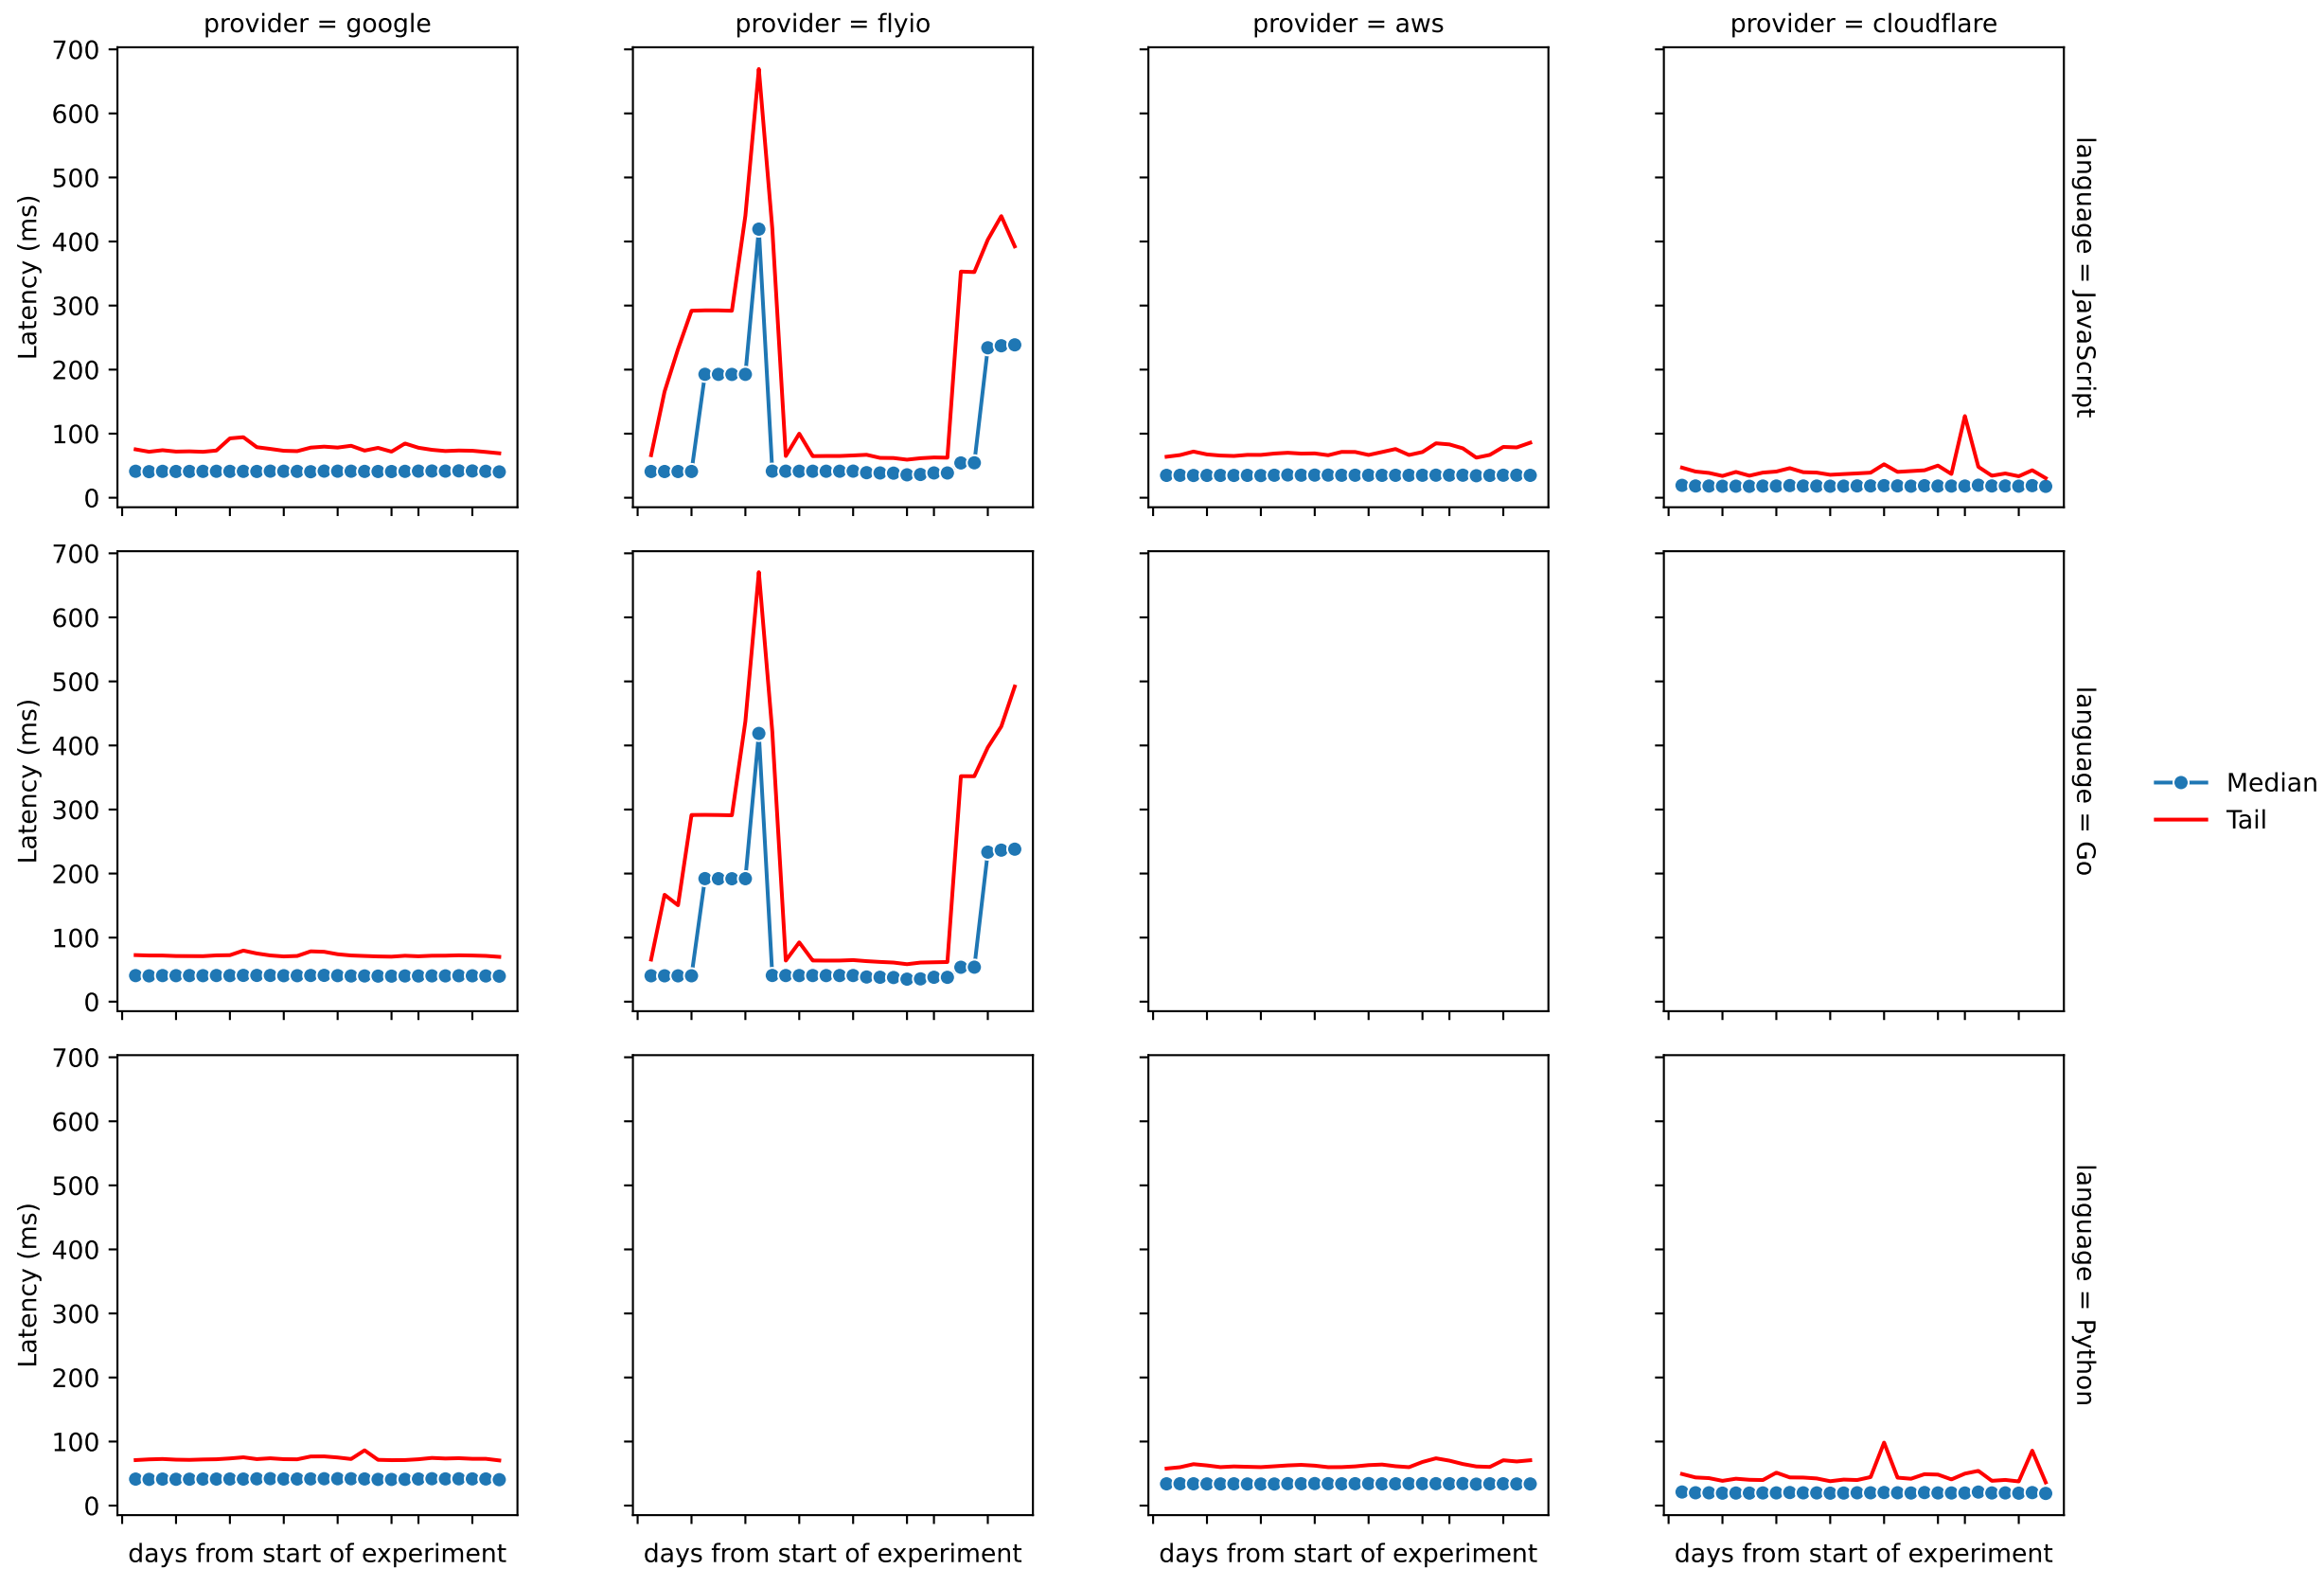 provider = google
provider = flyio
provider = aws
provider = cloudflare
700
600
500
400
300
200
100
0
Latency (ms)
language = JavaScript
700
600
500
400
300
200
100
0
Latency (ms)
language = Go
Median
Tail
700
600
500
400
300
200
100
0
Latency (ms)
language = Python
days from start of experiment
days from start of experiment
days from start of experiment
days from start of experiment